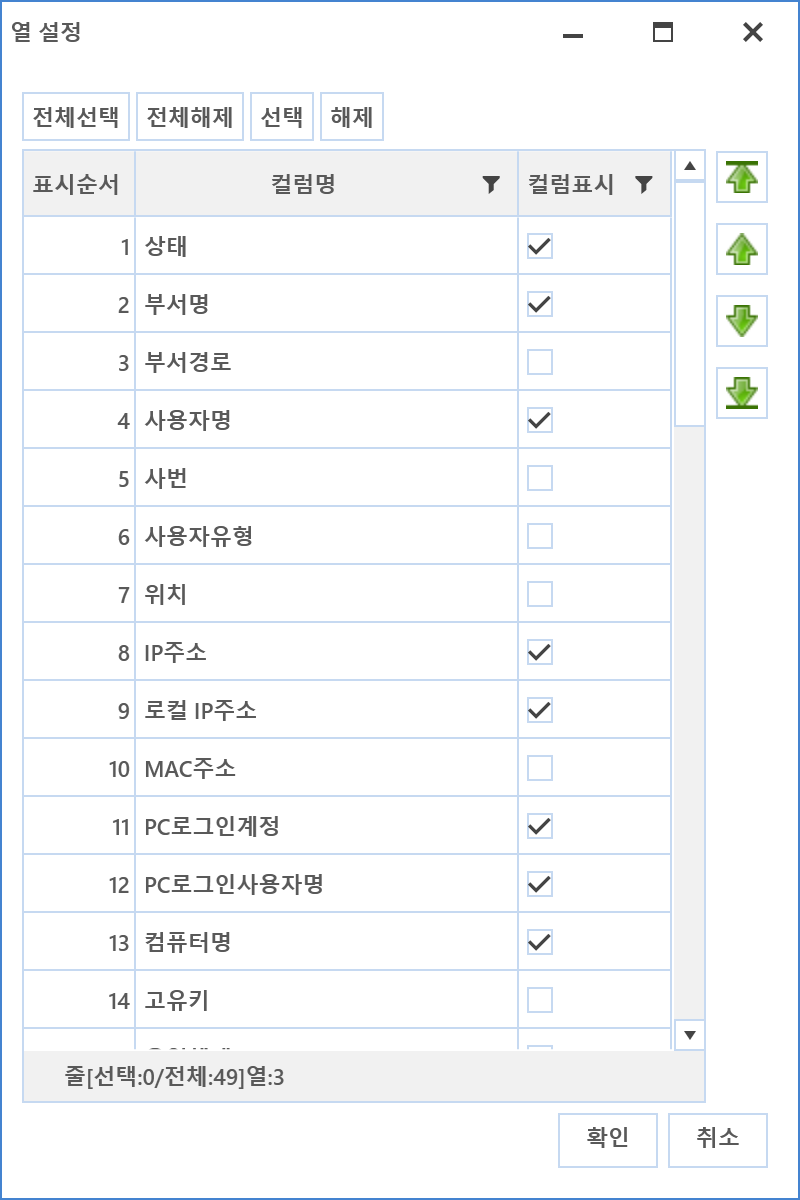 열 설정
전체선택 전체해제 선택 해제
표시순서 컬럼명 컬럼표시
1 상태
2 부서명
3 부서경로
4 사용자명
5 사번
6 사용자유형
7 위치
8 IP주소
9 로컬 IP주소
10 MAC주소
11 PC로그인계정
12 PC로그인사용자명
13 컴퓨터명
14 고유키
줄[선택:0/전체:49]열:3
확인 취소